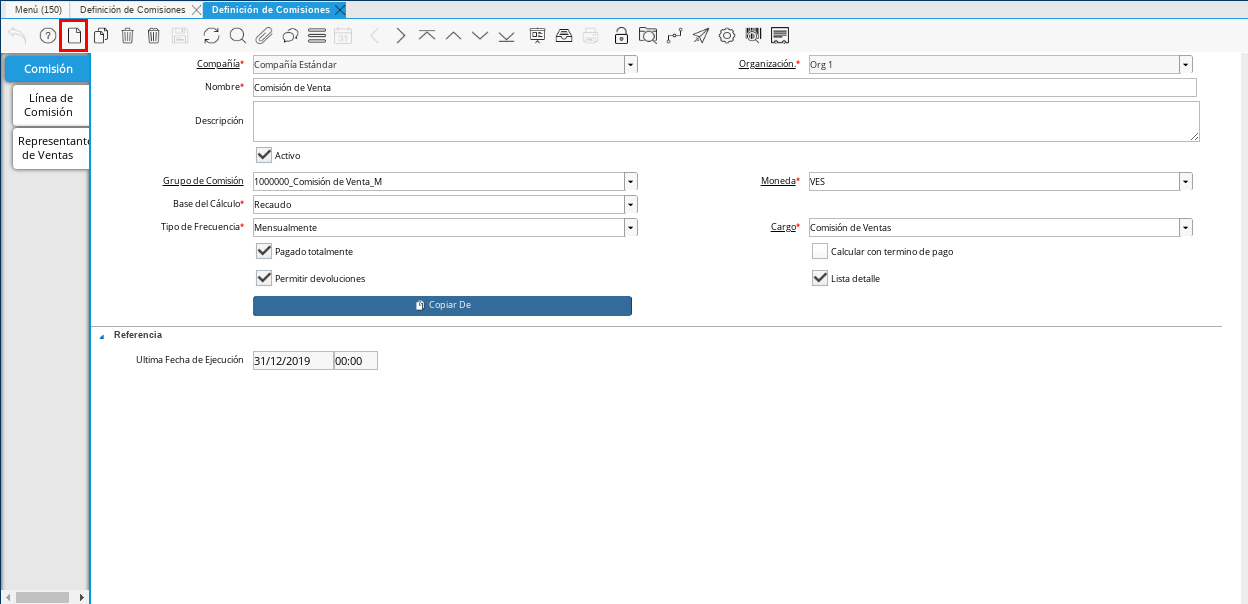 Menú (150) Definición de Comisiones Definición de Comisiones
?
31
Comisión
Línea de
Comisión
Representante
de Ventas
Compañía* Compañía Estándar Organización.* Org 1
Nombre* Comisión de Venta
Descripción
Activo
Grupo de Comisión 1000000_Comisión de Venta_M Moneda* VES
Base del Cálculo* Recaudo
Tipo de Frecuencia* Mensualmente Cargo* Comisión de Ventas
Pagado totalmente Calcular con termino de pago
Permitir devoluciones Lista detalle
Copiar De
Referencia
Ultima Fecha de Ejecución 31/12/2019 00:00